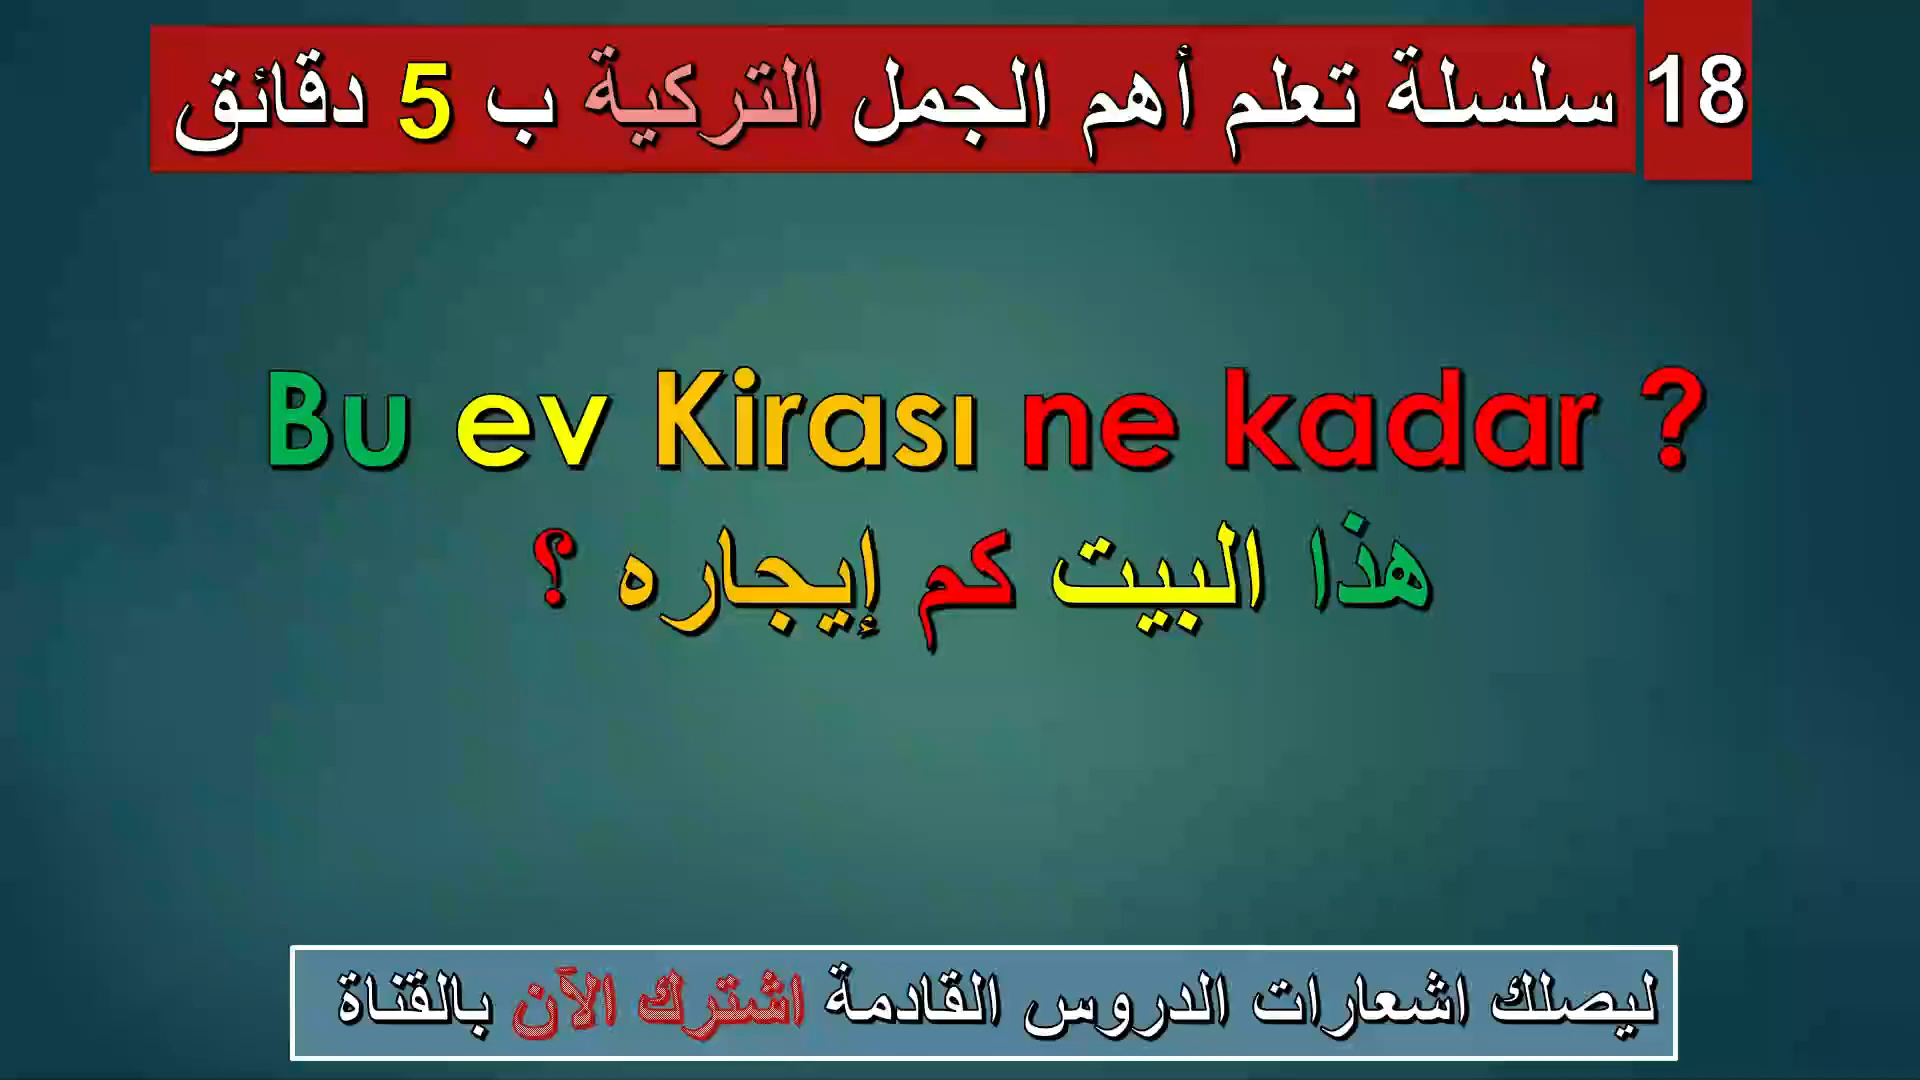 18 سلسلة تعلم أهم الجمل التركية ب 5 دقائق
Bu ev Kirası ne kadar ?
هذا البيت كم إيجاره ؟
ليصلك اشعارات الدروس القادمة اشترك الآن بالقناة